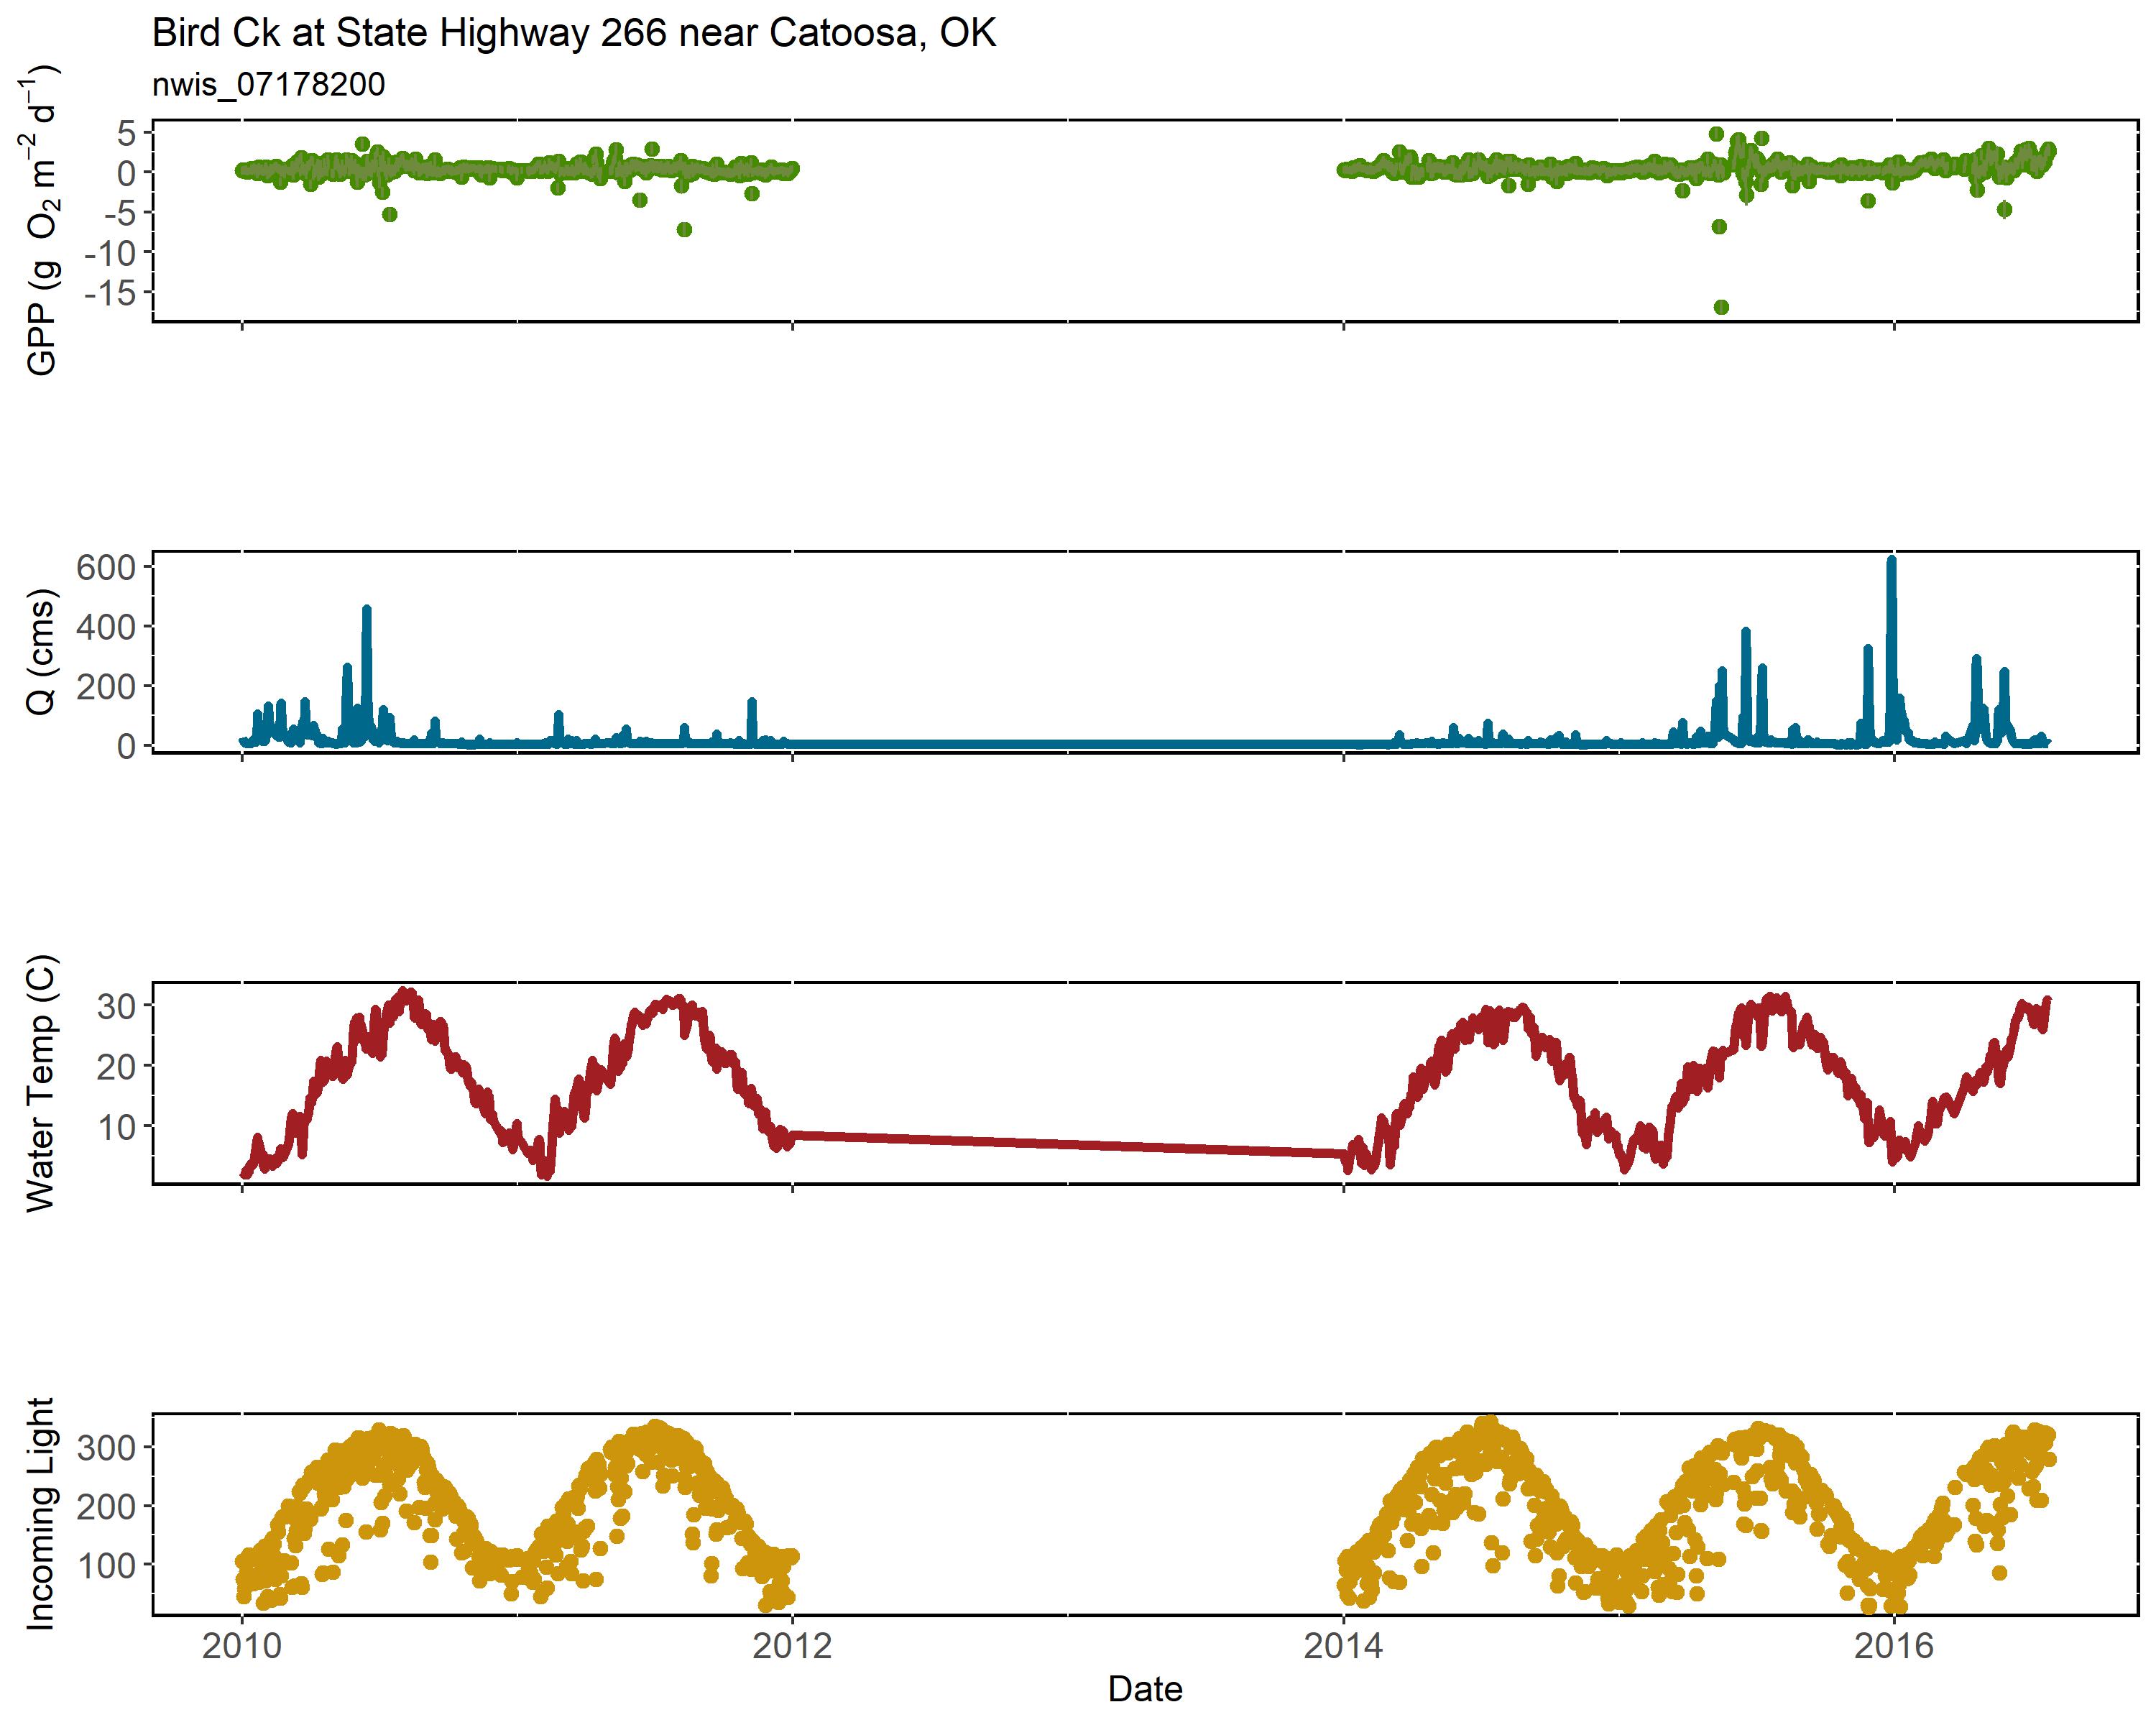 Bird Ck at State Highway 266 near Catoosa, OK
nwis_07178200
GPP (g O₂ m⁻² d⁻¹)
5
0
-5
-10
-15
Q (cms)
600
400
200
0
Water Temp (C)
30
20
10
Incoming Light
300
200
100
2010 2012 2014 2016
Date